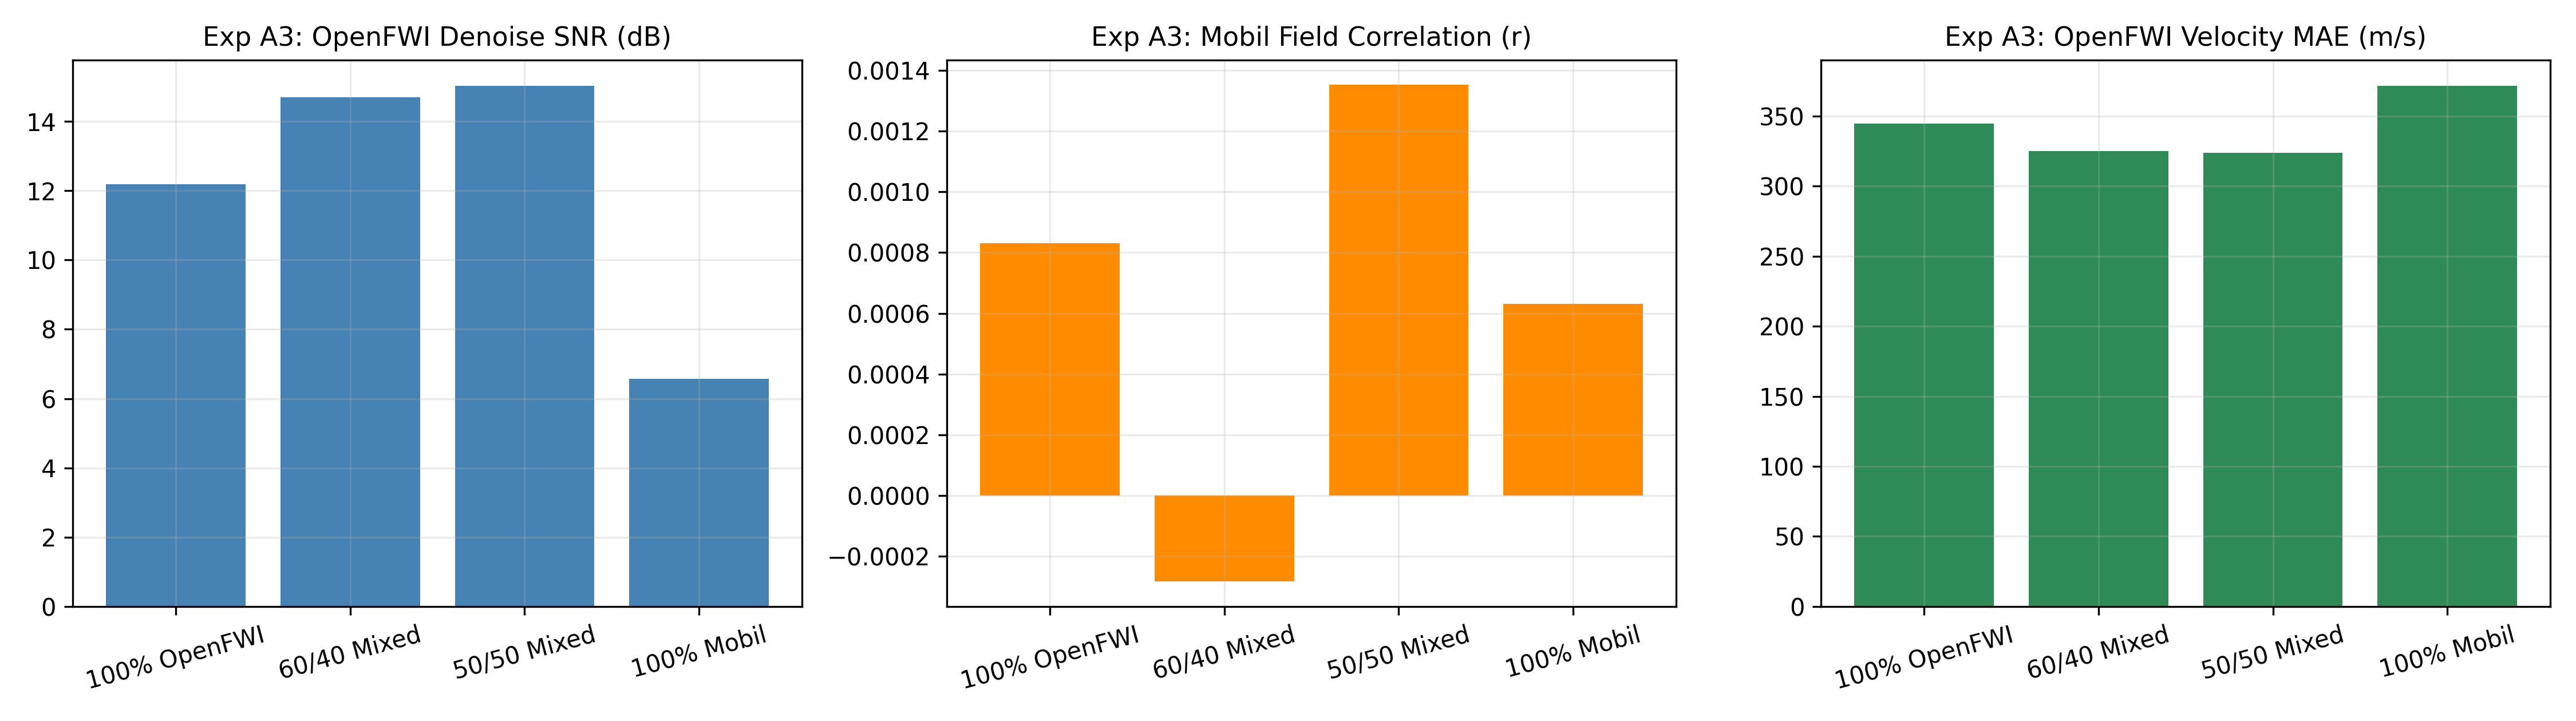 Exp A3: OpenFWI Denoise SNR (dB)
14
12
10
8
6
4
2
0
100% OpenFWI
60/40 Mixed
50/50 Mixed
100% Mobil
Exp A3: Mobil Field Correlation (r)
0.0014
0.0012
0.0010
0.0008
0.0006
0.0004
0.0002
0.0000
−0.0002
100% OpenFWI
60/40 Mixed
50/50 Mixed
100% Mobil
Exp A3: OpenFWI Velocity MAE (m/s)
350
300
250
200
150
100
50
0
100% OpenFWI
60/40 Mixed
50/50 Mixed
100% Mobil